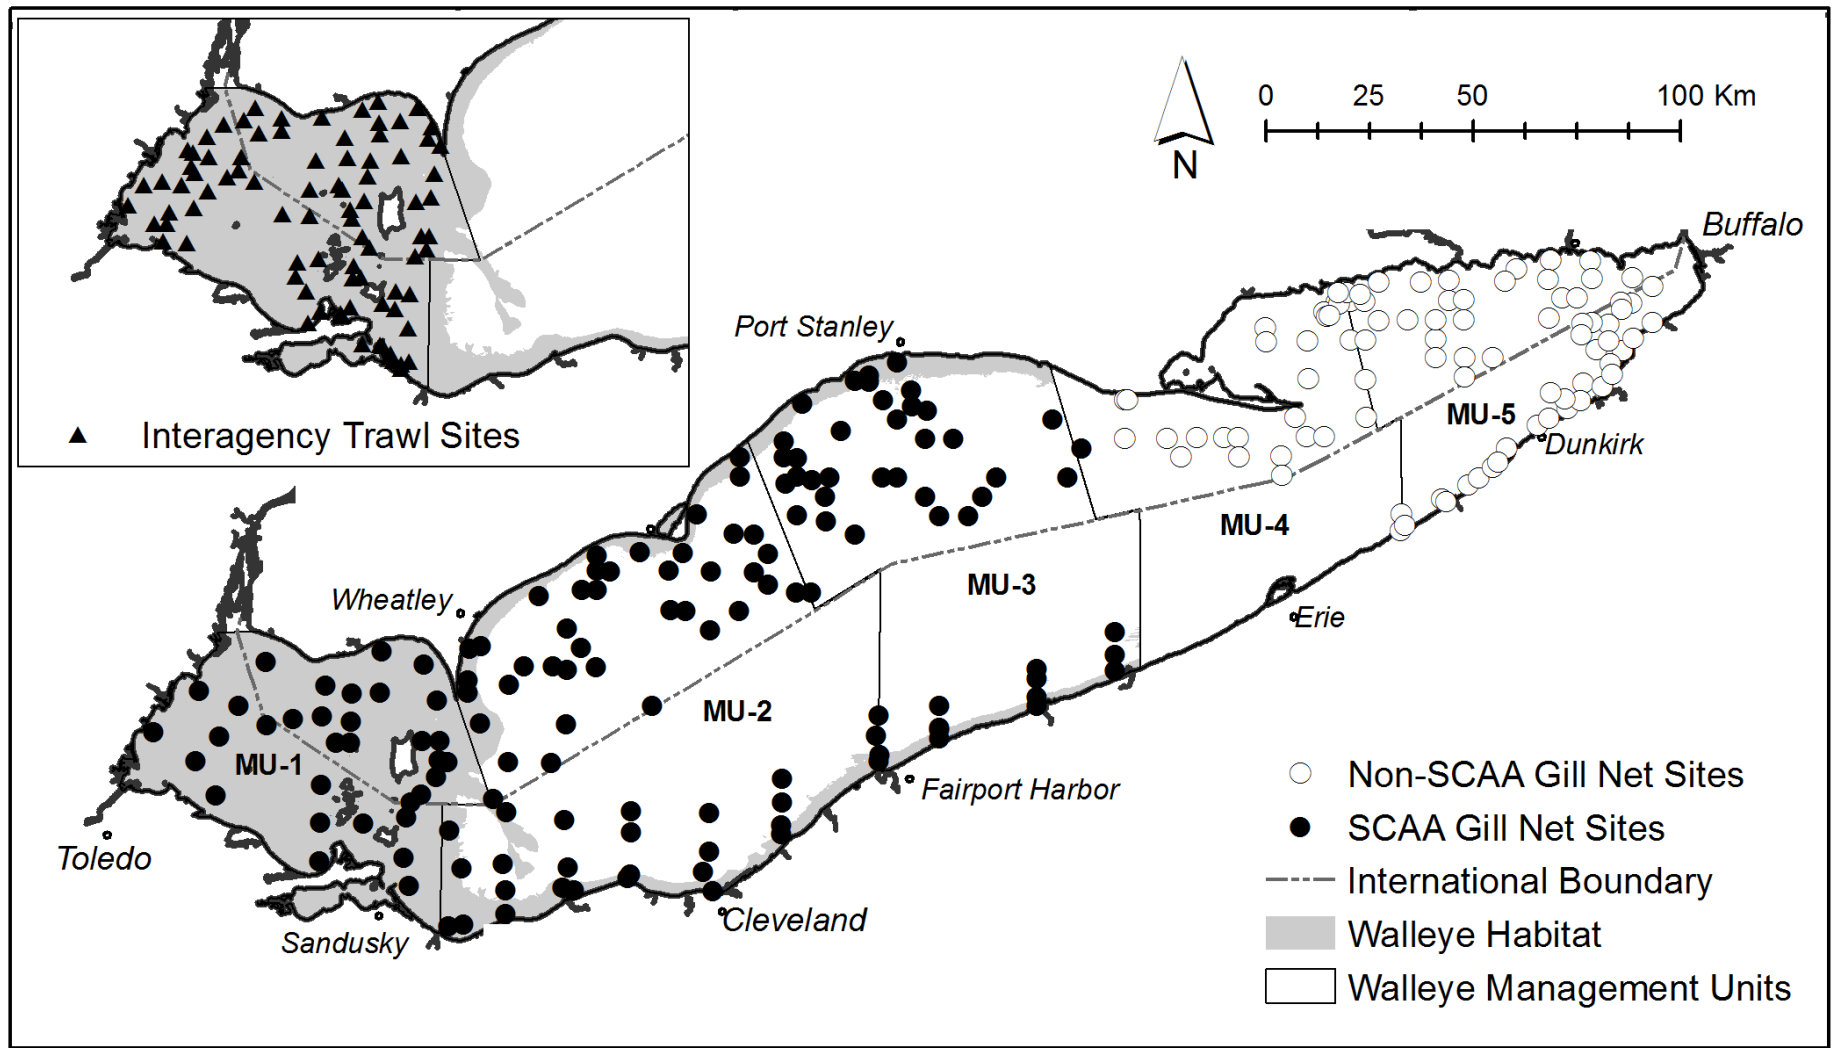 0 25 50 100 Km
N
Buffalo
Port Stanley
Interagency Trawl Sites
MU-5
Dunkirk
MU-4
MU-3
Wheatley
Erie
MU-2
MU-1
Fairport Harbor
Toledo
Cleveland
Sandusky
Non-SCAA Gill Net Sites
SCAA Gill Net Sites
International Boundary
Walleye Habitat
Walleye Management Units